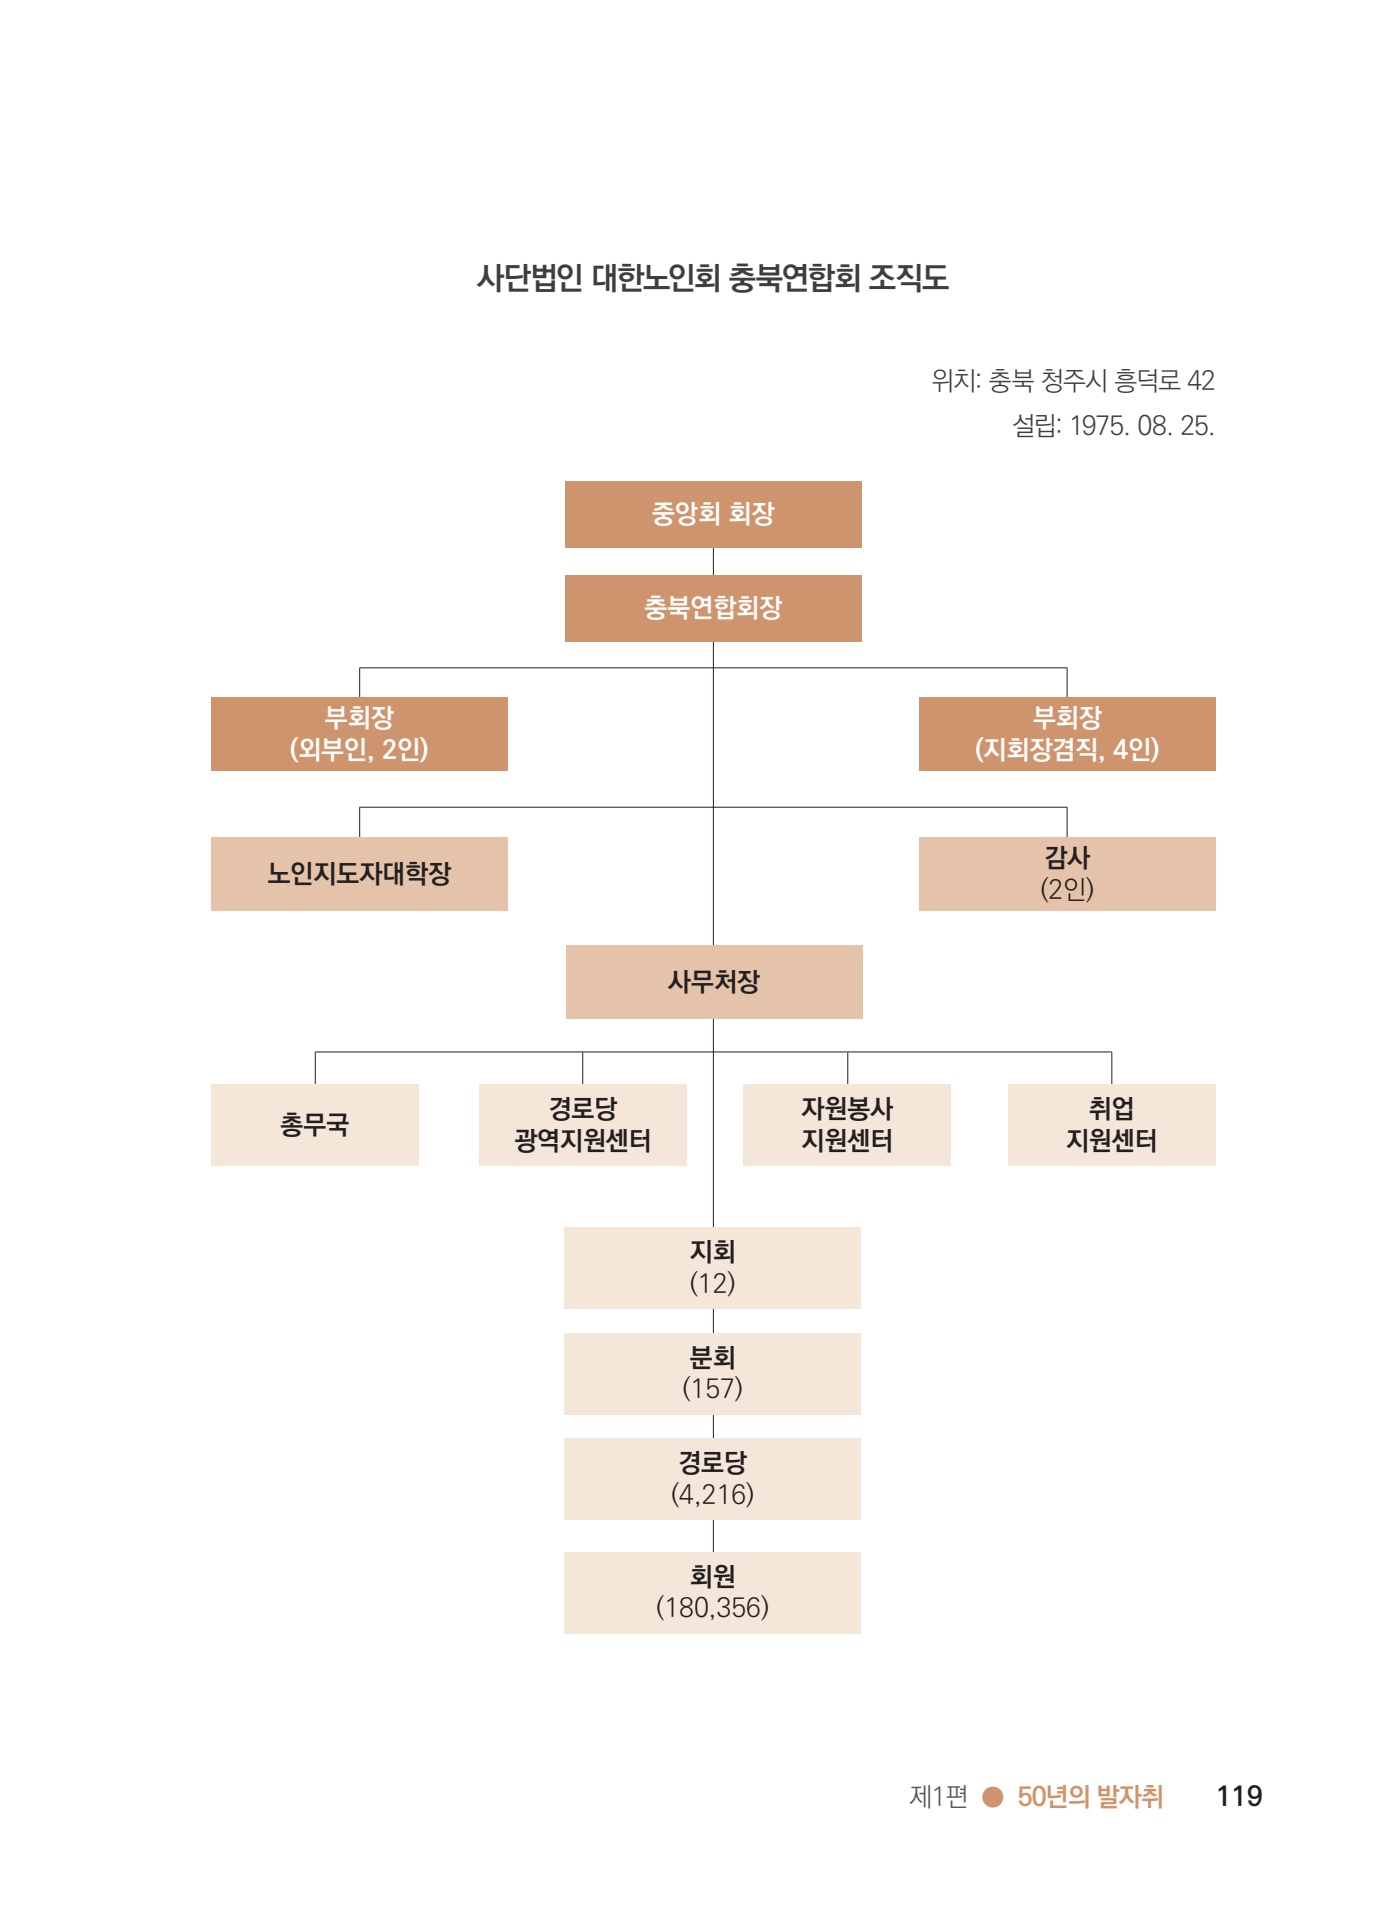 사단법인 대한노인회 충북연합회 조직도
위치: 충북 청주시 흥덕로 42
설립: 1975. 08. 25.
중앙회 회장
충북연합회장
부회장
(외부인, 2인)
부회장
(지회장겸직, 4인)
노인지도자대학장
감사
(2인)
사무처장
총무국
경로당
광역지원센터
자원봉사
지원센터
취업
지원센터
지회
(12)
분회
(157)
경로당
(4,216)
회원
(180,356)
제1편 ● 50년의 발자취 119